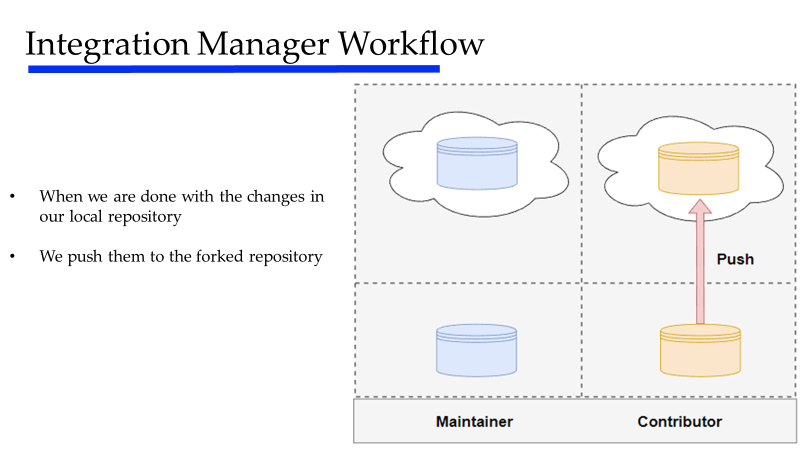 Integration Manager Workflow
• When we are done with the changes in
our local repository
• We push them to the forked repository
Push
Maintainer
Contributor